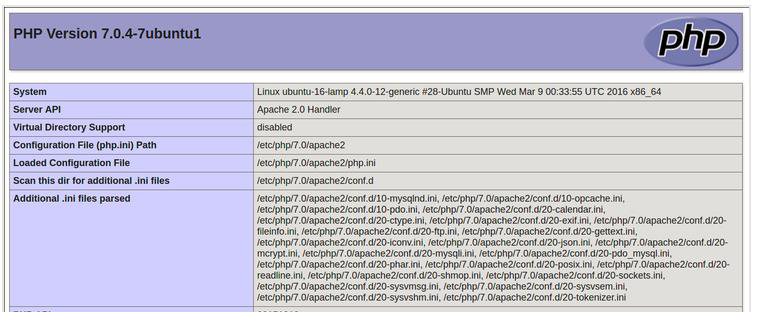 PHP Version 7.0.4-7ubuntu1
php
System Linux ubuntu-16-lamp 4.4.0-12-generic #28-Ubuntu SMP Wed Mar 9 00:33:55 UTC 2016 x86_64
Server API Apache 2.0 Handler
Virtual Directory Support disabled
Configuration File (php.ini) Path /etc/php/7.0/apache2
Loaded Configuration File /etc/php/7.0/apache2/php.ini
Scan this dir for additional .ini files /etc/php/7.0/apache2/conf.d
Additional .ini files parsed /etc/php/7.0/apache2/conf.d/10-mysqlnd.ini, /etc/php/7.0/apache2/conf.d/10-opcache.ini,
/etc/php/7.0/apache2/conf.d/10-pdo.ini, /etc/php/7.0/apache2/conf.d/20-calendar.ini,
/etc/php/7.0/apache2/conf.d/20-ctype.ini, /etc/php/7.0/apache2/conf.d/20-exif.ini, /etc/php/7.0/apache2/conf.d/20-
fileinfo.ini, /etc/php/7.0/apache2/conf.d/20-ftp.ini, /etc/php/7.0/apache2/conf.d/20-gettext.ini,
/etc/php/7.0/apache2/conf.d/20-iconv.ini, /etc/php/7.0/apache2/conf.d/20-json.ini, /etc/php/7.0/apache2/conf.d/20-
mcrypt.ini, /etc/php/7.0/apache2/conf.d/20-mysqli.ini, /etc/php/7.0/apache2/conf.d/20-pdo_mysql.ini,
/etc/php/7.0/apache2/conf.d/20-phar.ini, /etc/php/7.0/apache2/conf.d/20-posix.ini, /etc/php/7.0/apache2/conf.d/20-
readline.ini, /etc/php/7.0/apache2/conf.d/20-shmop.ini, /etc/php/7.0/apache2/conf.d/20-sockets.ini,
/etc/php/7.0/apache2/conf.d/20-sysvmsg.ini, /etc/php/7.0/apache2/conf.d/20-sysvsem.ini,
/etc/php/7.0/apache2/conf.d/20-sysvshm.ini, /etc/php/7.0/apache2/conf.d/20-tokenizer.ini